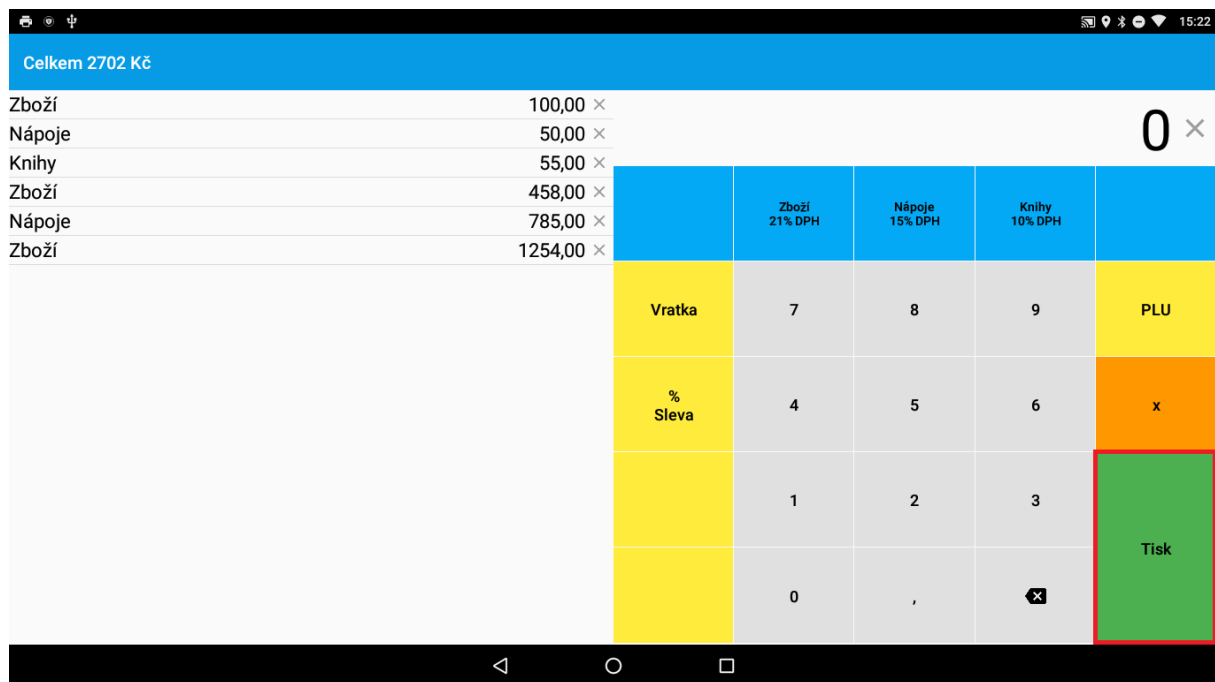 15:22
Celkem 2702 Kč
Zboží 100,00 ×
Nápoje 50,00 ×
Knihy 55,00 ×
Zboží 458,00 ×
Nápoje 785,00 ×
Zboží 1254,00 ×
0 ×
Zboží
21% DPH
Nápoje
15% DPH
Knihy
10% DPH
Vratka 7 8 9 PLU
%
Sleva
4 5 6 x
1 2 3
Tisk
0 ,